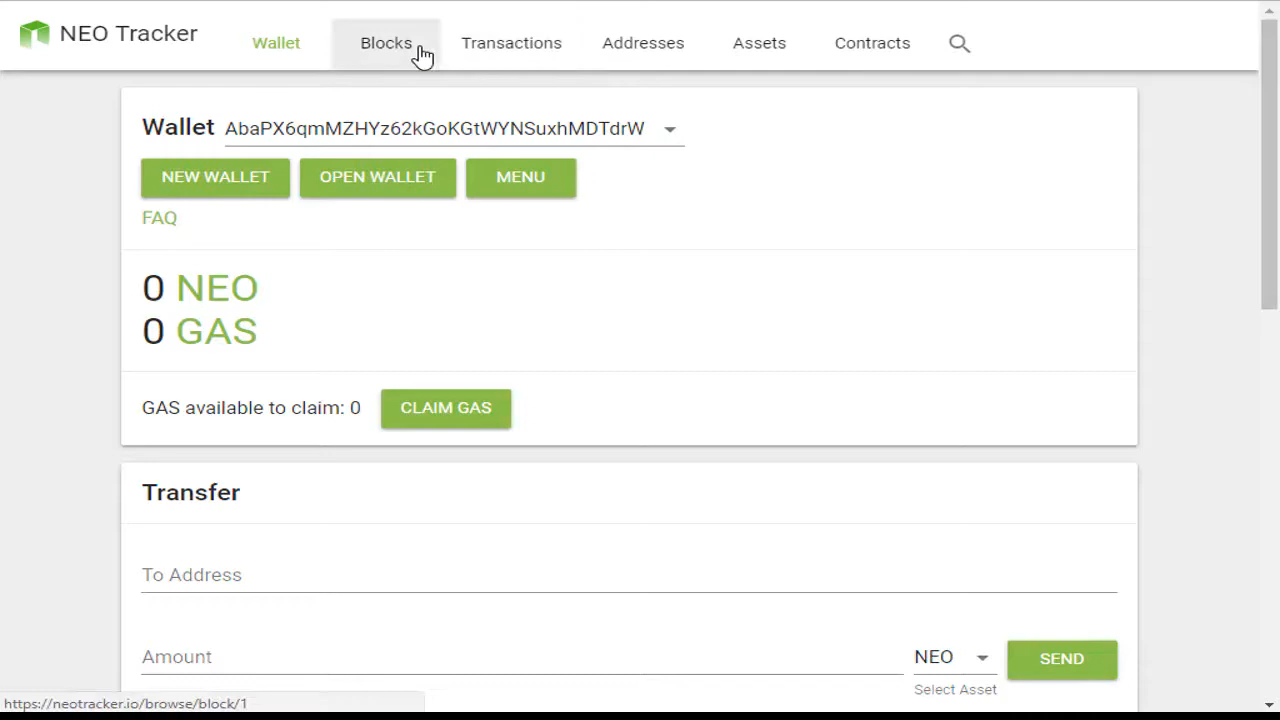 NEO Tracker
Wallet
Blocks
Transactions
Addresses
Assets
Contracts
Wallet AbaPX6qmMZHYz62kGoKGtWYNSuxhMDTdrW
NEW WALLET
OPEN WALLET
MENU
FAQ
0 NEO
0 GAS
GAS available to claim: 0
CLAIM GAS
Transfer
To Address
Amount
NEO
SEND
Select Asset
https://neotracker.io/browse/block/1